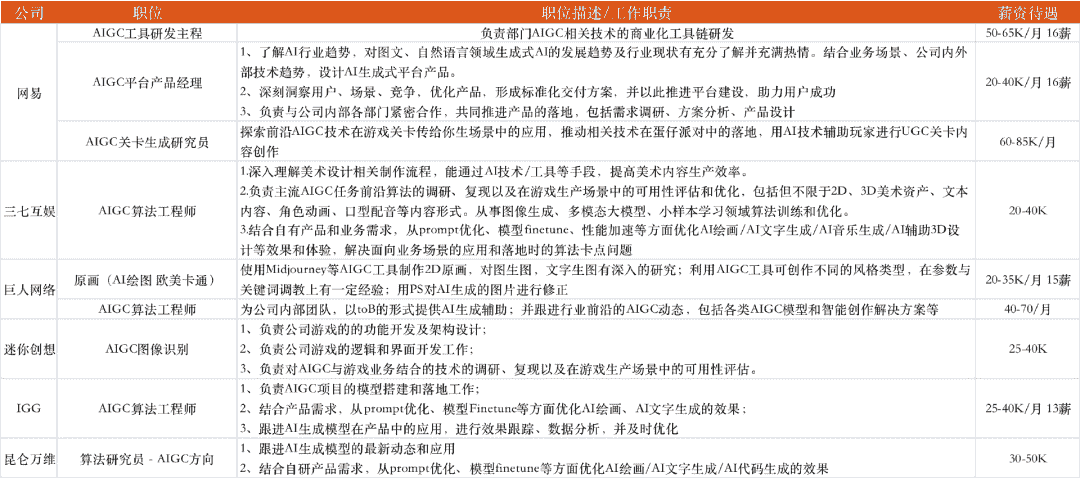 公司 职位 职位描述/工作职责 薪资待遇
网易
AIGC工具研发主程 负责部门AIGC相关技术的商业化工具链研发 50-65K/月 16薪
AIGC平台产品经理
1、了解AI行业趋势，对图文、自然语言领域生成式AI的发展趋势及行业现状有充分了解并充满热情。结合业务场景、公司内外
部技术趋势，设计AI生成式平台产品。
2、深刻洞察用户、场景、竞争，优化产品，形成标准化交付方案，并以此推进平台建设，助力用户成功
3、负责与公司内部各部门紧密合作，共同推进产品的落地，包括需求调研、方案分析、产品设计
20-40K/月 16薪
AIGC关卡生成研究员
探索前沿AIGC技术在游戏关卡传给你生场景中的应用，推动相关技术在蛋仔派对中的落地，用AI技术辅助玩家进行UGC关卡内
容创作
60-85K/月
三七互娱
AIGC算法工程师
1.深入理解美术设计相关制作流程，能通过AI技术/工具等手段，提高美术内容生产效率。
2.负责主流AIGC任务前沿算法的调研、复现以及在游戏生产场景中的可用性评估和优化，包括但不限于2D、3D美术资产、文本
内容、角色动画、口型配音等内容形式。从事图像生成、多模态大模型、小样本学习领域算法训练和优化。
3.结合自有产品和业务需求，从prompt优化、模型finetune、性能加速等方面优化AI绘画/AI文字生成/AI音乐生成/AI辅助3D设
计等效果和体验，解决面向业务场景的应用和落地时的算法卡点问题
20-40K
巨人网络
原画（AI绘图 欧美卡通）
使用Midjourney等AIGC工具制作2D原画，对图生图，文字生图有深入的研究；利用AIGC工具可创作不同的风格类型，在参数与
关键词调教上有一定经验；用PS对AI生成的图片进行修正
20-35K/月 15薪
AIGC算法工程师 为公司内部团队，以toB的形式提供AI生成辅助；并跟进行业前沿的AIGC动态，包括各类AIGC模型和智能创作解决方案等 40-70/月
迷你创想
AIGC图像识别
1、负责公司游戏的的功能开发及架构设计；
2、负责公司游戏的逻辑和界面开发工作；
3、负责对AIGC与游戏业务结合的技术的调研、复现以及在游戏生产场景中的可用性评估。
25-40K
IGG
AIGC算法工程师
1、负责AIGC项目的模型搭建和落地工作；
2、结合产品需求，从prompt优化、模型Finetune等方面优化AI绘画、AI文字生成的效果；
3、跟进AI生成模型在产品中的应用，进行效果跟踪、数据分析，并及时优化
25-40K/月 13薪
昆仑万维
算法研究员 - AIGC方向
1、跟进AI生成模型的最新动态和应用
2、结合自研产品需求，从prompt优化、模型finetune等方面优化AI绘画/AI文字生成/AI代码生成的效果
30-50K